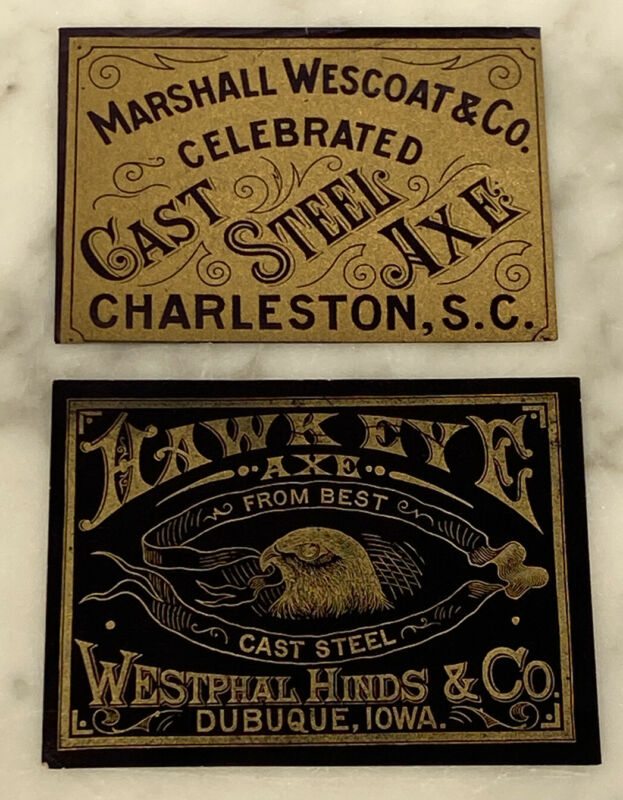 MARSHALL WESCOAT & CO.
CELEBRATED
CAST STEEL AXE
CHARLESTON, S.C.
HAWKEYE
AXE
FROM BEST
CAST STEEL
WESTPHAL HINDS & CO.
DUBUQUE, IOWA.